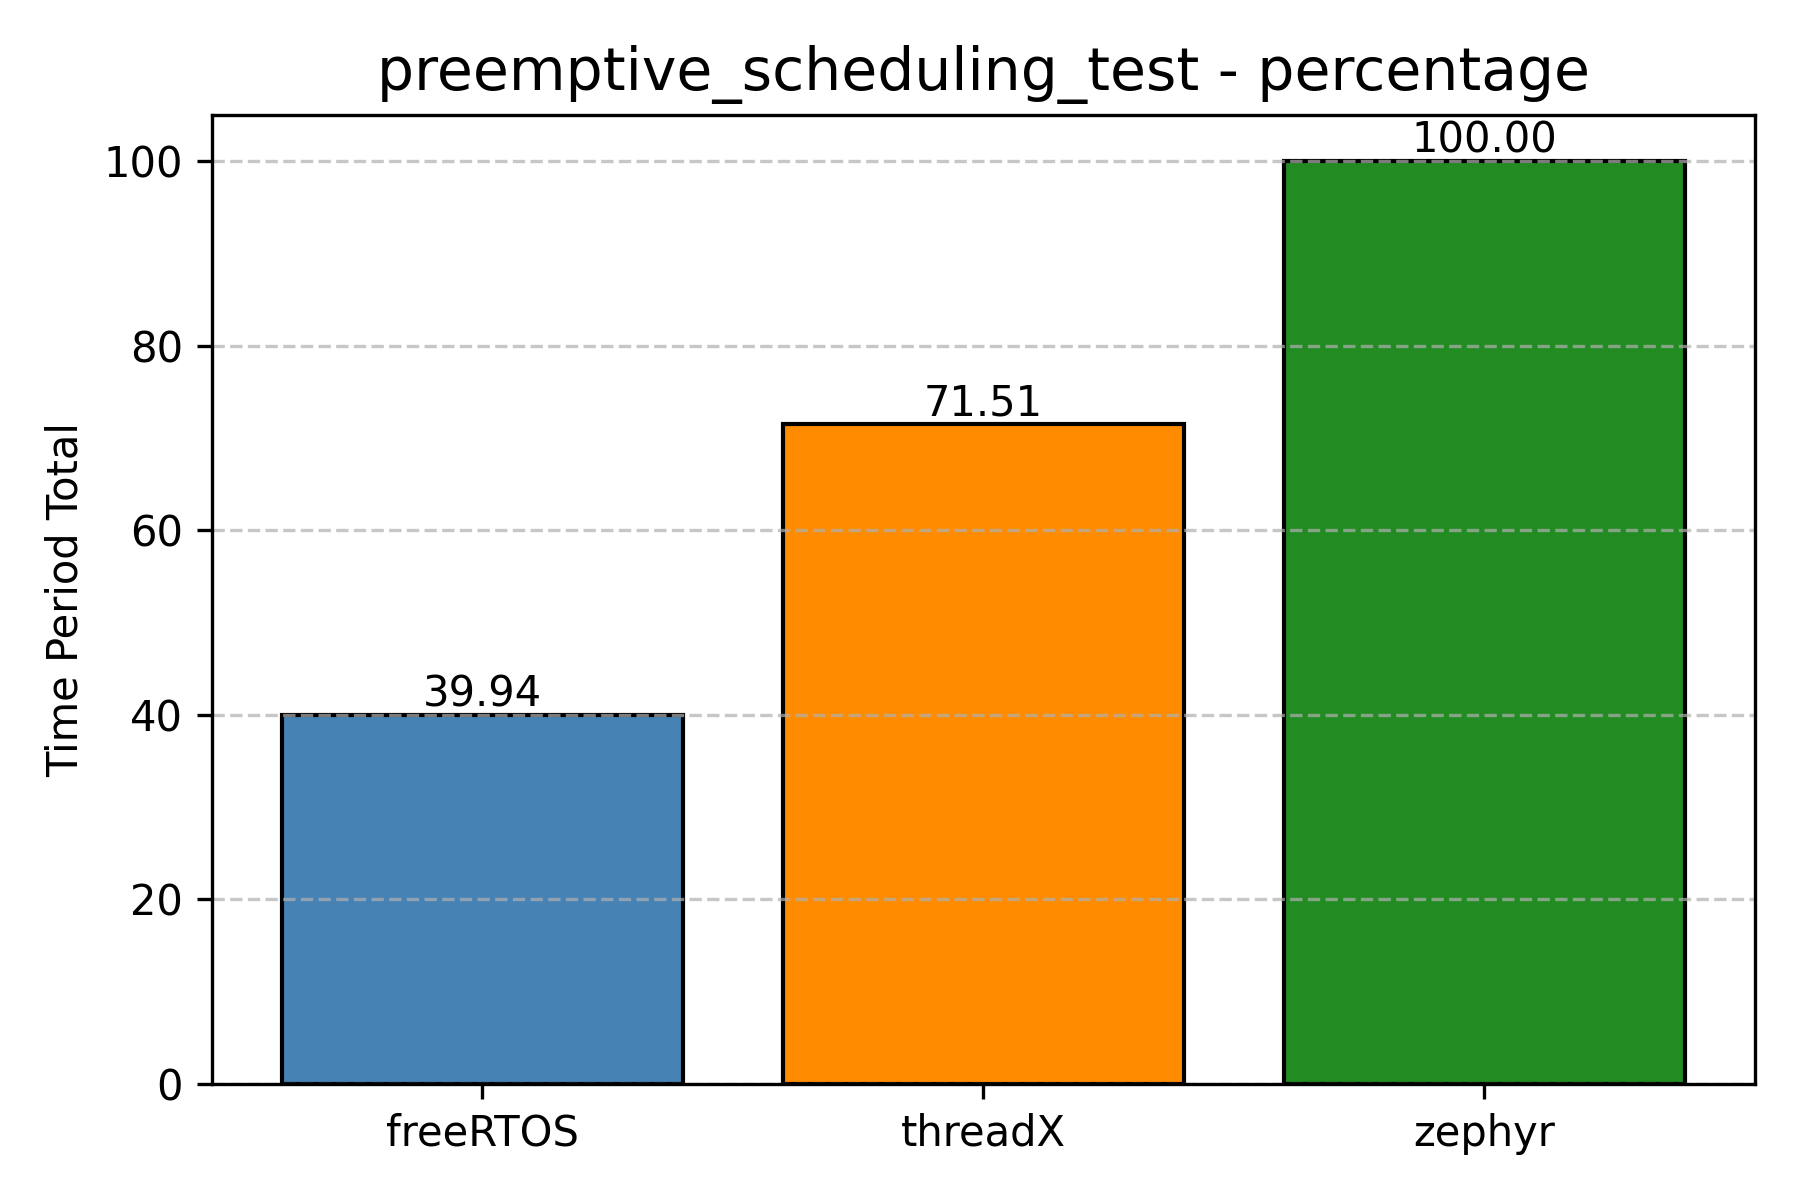 preemptive_scheduling_test - percentage
Time Period Total
100
80
60
40
20
0
39.94
71.51
100.00
freeRTOS
threadX
zephyr